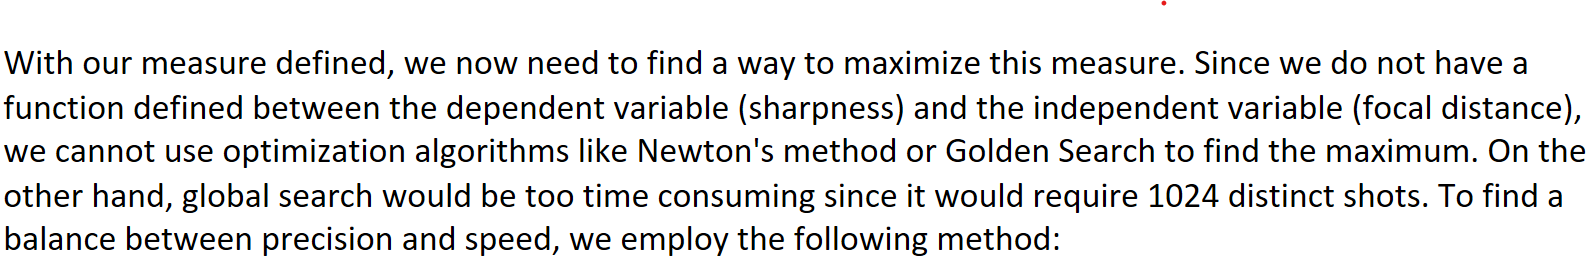 With our measure defined, we now need to find a way to maximize this measure. Since we do not have a
function defined between the dependent variable (sharpness) and the independent variable (focal distance),
we cannot use optimization algorithms like Newton's method or Golden Search to find the maximum. On the
other hand, global search would be too time consuming since it would require 1024 distinct shots. To find a
balance between precision and speed, we employ the following method: